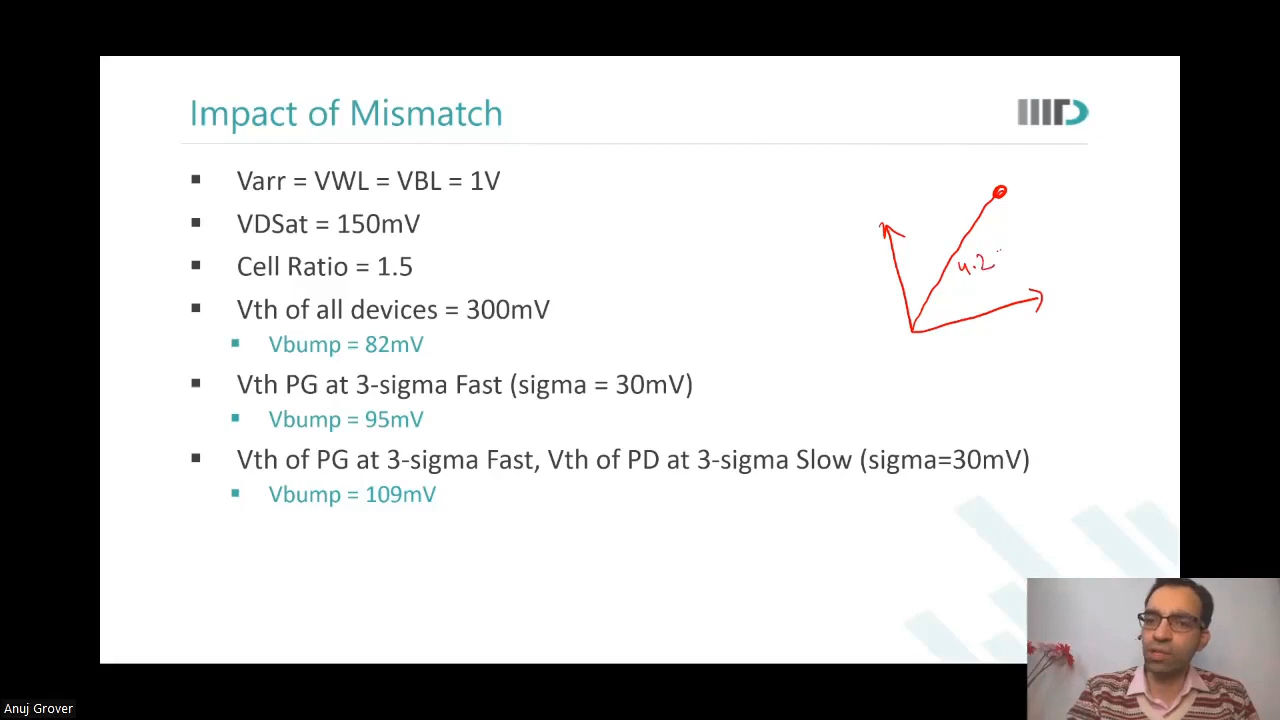 Impact of Mismatch
IIITD
Varr = VWL = VBL = 1V
VDSat = 150mV
Cell Ratio = 1.5
4.2
Vth of all devices = 300mV
Vbump = 82mV
Vth PG at 3-sigma Fast (sigma = 30mV)
Vbump = 95mV
Vth of PG at 3-sigma Fast, Vth of PD at 3-sigma Slow (sigma=30mV)
Vbump = 109mV
Anuj Grover